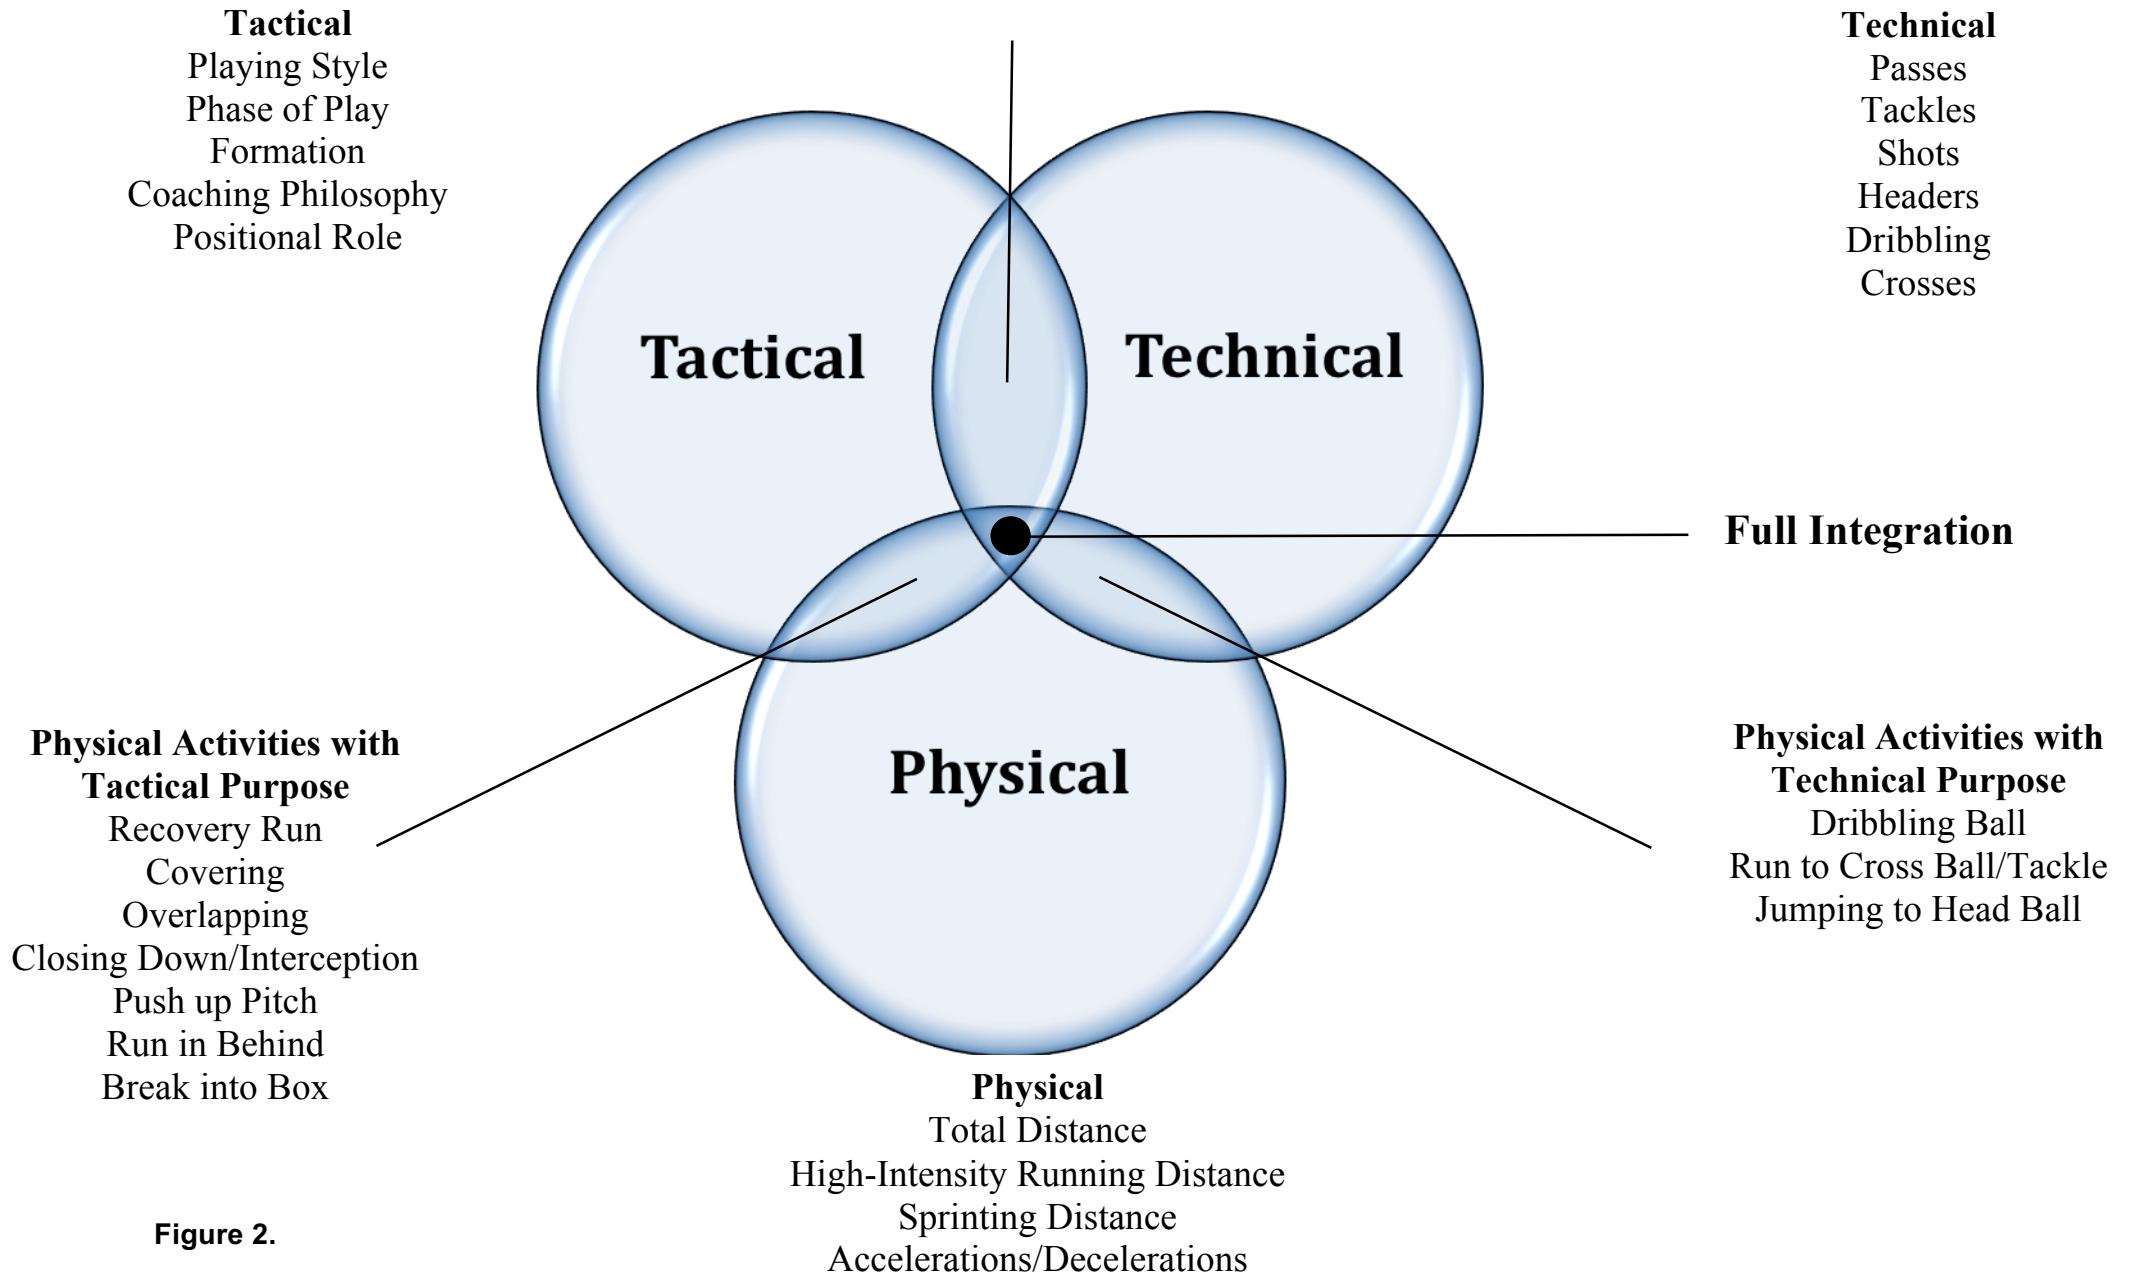 Tactical
Playing Style
Phase of Play
Formation
Coaching Philosophy
Positional Role
Technical
Passes
Tackles
Shots
Headers
Dribbling
Crosses
Tactical
Technical
Full Integration
Physical Activities with
Tactical Purpose
Recovery Run
Covering
Overlapping
Closing Down/Interception
Push up Pitch
Run in Behind
Break into Box
Physical
Physical Activities with
Technical Purpose
Dribbling Ball
Run to Cross Ball/Tackle
Jumping to Head Ball
Physical
Total Distance
High-Intensity Running Distance
Sprinting Distance
Accelerations/Decelerations
Figure 2.